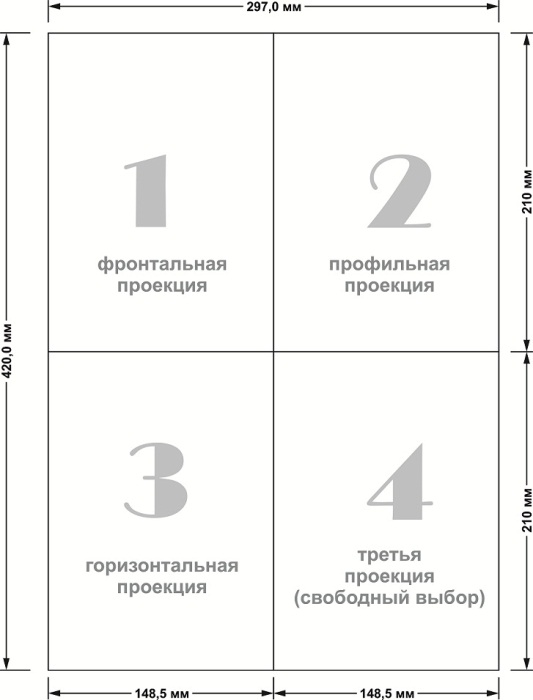 297,0 мм
1
фронтальная
проекция
2
профильная
проекция
210 мм
420,0 мм
3
горизонтальная
проекция
4
третья
проекция
(свободный выбор)
210 мм
148,5 мм
148,5 мм